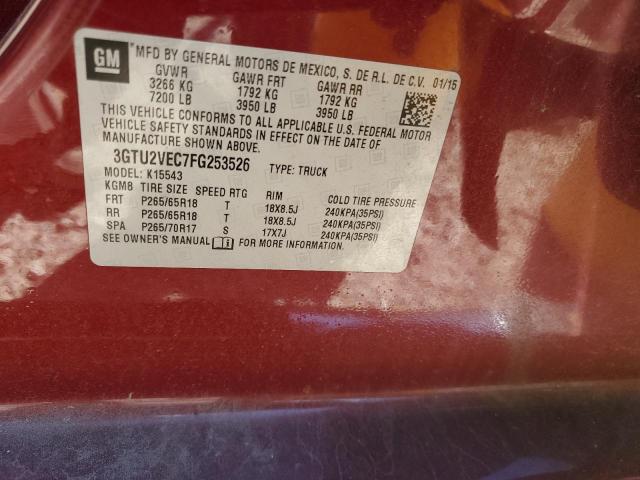 GM
MFD BY GENERAL MOTORS DE MEXICO, S. DE R.L. DE C.V. 01/15
GVWR GAWR FRT GAWR RR
3266 KG 1792 KG 1792 KG
7200 LB 3950 LB 3950 LB
THIS VEHICLE CONFORMS TO ALL APPLICABLE U.S. FEDERAL MOTOR
VEHICLE SAFETY STANDARDS IN EFFECT ON THE DATE OF
MANUFACTURE SHOWN ABOVE.
3GTU2VEC7FG253526 TYPE: TRUCK
MODEL: K15543
KGM8 TIRE SIZE SPEED RTG RIM COLD TIRE PRESSURE
FRT P265/65R18 T 18X8.5J 240KPA(35PSI)
RR P265/65R18 T 18X8.5J 240KPA(35PSI)
SPA P265/70R17 S 17X7J 240KPA(35PSI)
SEE OWNER'S MANUAL FOR MORE INFORMATION.